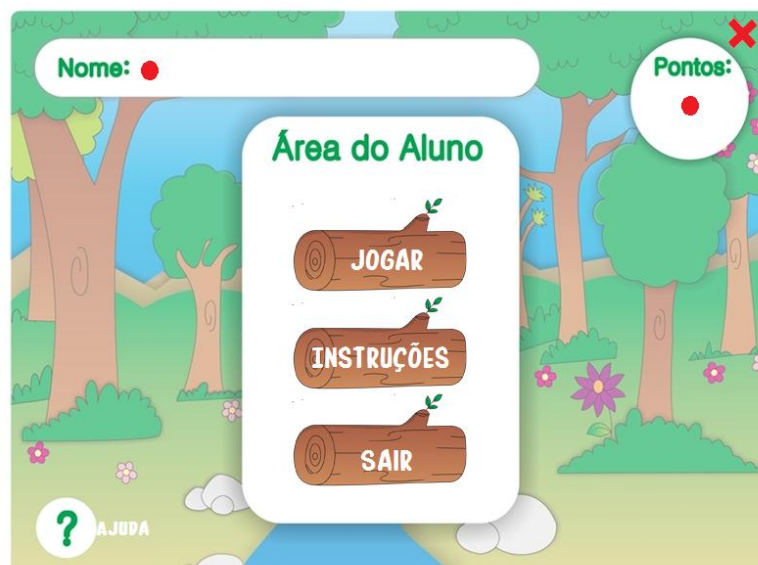 Nome:
Pontos:
Área do Aluno
JOGAR
INSTRUÇÕES
SAIR
? AJUDA